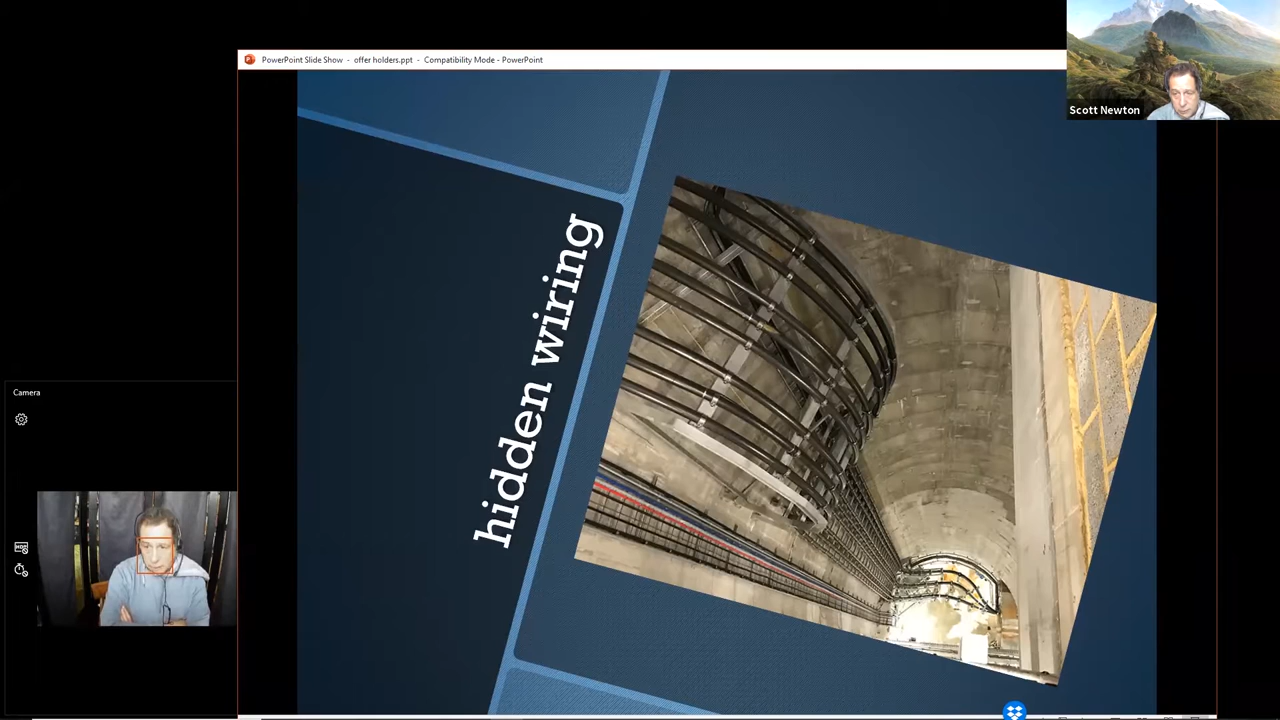 PowerPoint Slide Show - offer holders.ppt - Compatibility Mode - PowerPoint
Scott Newton
hidden wiring
Camera